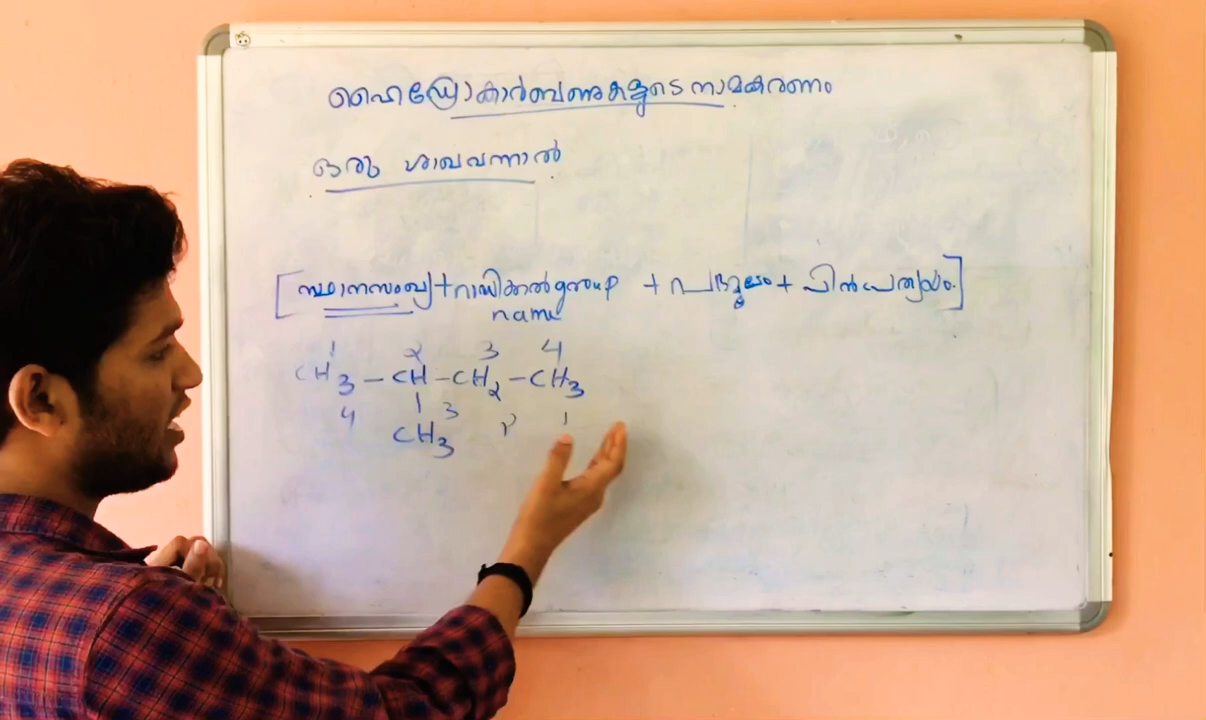 ഹൈഡ്രോകാർബണുകളുടെ നാമകരണം
ഒരു ശാഖവന്നാൽ
[സ്ഥാനസംഖ്യ + റാഡിക്കൽ group + പദമൂലം + പിൻപ്രത്യയം.]
name
1 2 3 4
CH3 – CH – CH2 – CH3
4 | 3 2 1
CH3